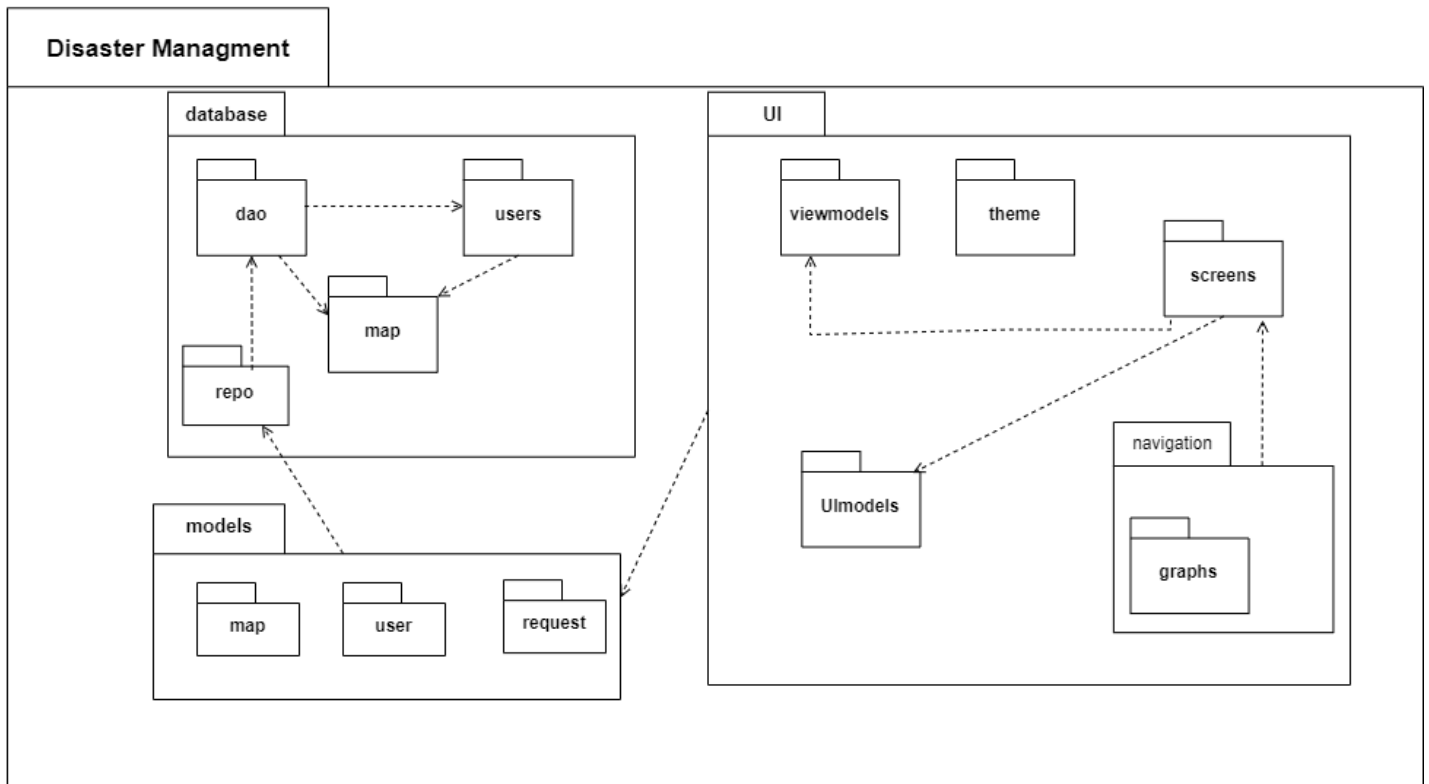 Disaster Managment
database
UI
dao
users
viewmodels
theme
screens
map
repo
navigation
UImodels
models
graphs
map
user
request